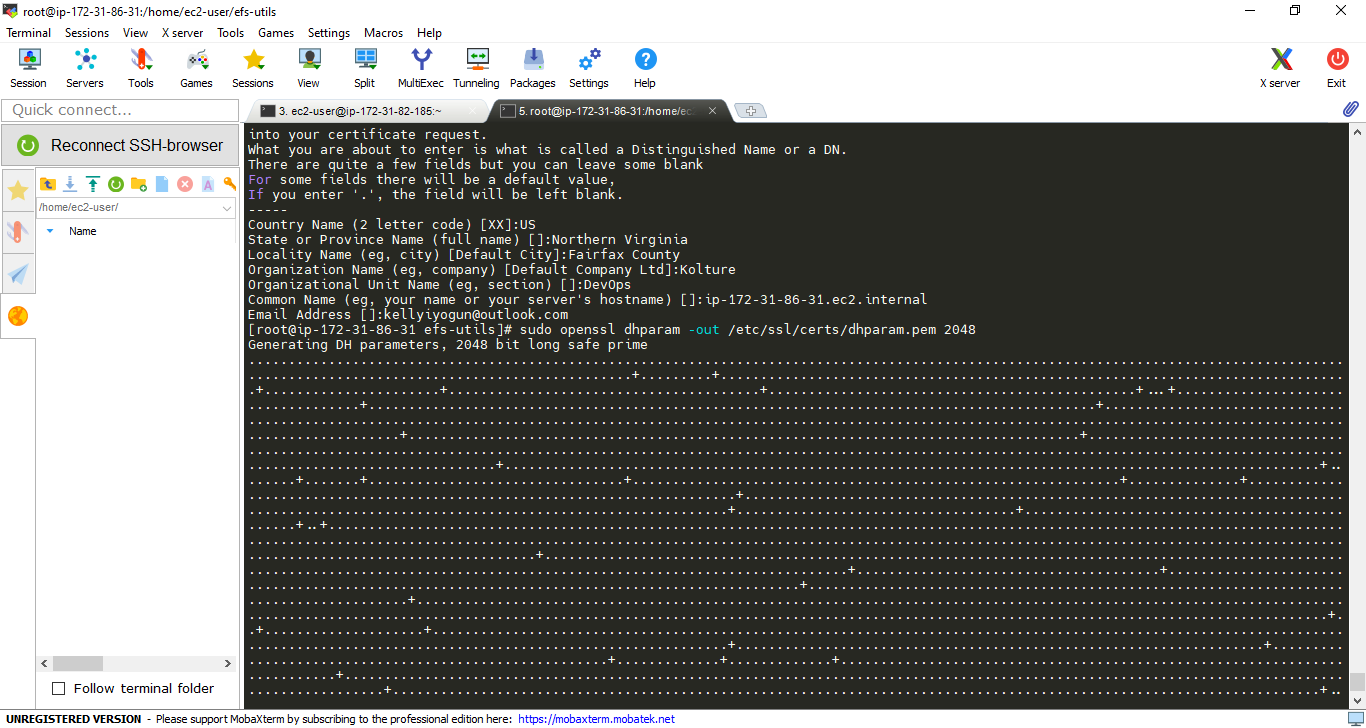 root@ip-172-31-86-31:/home/ec2-user/efs-utils
Terminal Sessions View X server Tools Games Settings Macros Help
Session Servers Tools Games Sessions View Split MultiExec Tunneling Packages Settings Help X server Exit
Quick connect...
3. ec2-user@ip-172-31-82-185:~
5. root@ip-172-31-86-31:/home/ec
Reconnect SSH-browser
/home/ec2-user/
Name
Follow terminal folder
into your certificate request.
What you are about to enter is what is called a Distinguished Name or a DN.
There are quite a few fields but you can leave some blank
For some fields there will be a default value,
If you enter '.', the field will be left blank.
-----
Country Name (2 letter code) [XX]:US
State or Province Name (full name) []:Northern Virginia
Locality Name (eg, city) [Default City]:Fairfax County
Organization Name (eg, company) [Default Company Ltd]:Kolture
Organizational Unit Name (eg, section) []:DevOps
Common Name (eg, your name or your server's hostname) []:ip-172-31-86-31.ec2.internal
Email Address []:kellyiyogun@outlook.com
[root@ip-172-31-86-31 efs-utils]# sudo openssl dhparam -out /etc/ssl/certs/dhparam.pem 2048
Generating DH parameters, 2048 bit long safe prime
UNREGISTERED VERSION - Please support MobaXterm by subscribing to the professional edition here: https://mobaxterm.mobatek.net